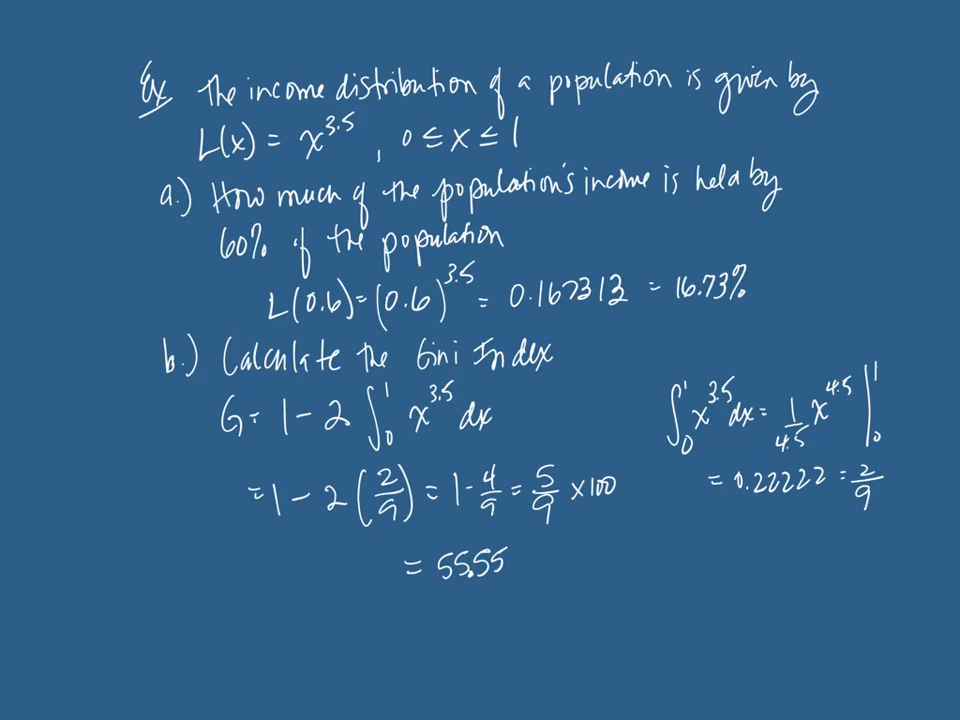 Ex The income distribution of a population is given by
L(x) = x^3.5, 0 ≤ x ≤ 1
a.) How much of the population's income is held by
60% of the population
L(0.6) = (0.6)^3.5 = 0.167313 = 16.73%
b.) Calculate the Gini Index
G = 1 - 2 ∫_0^1 x^3.5 dx
= 1 - 2 (2/9) = 1 - 4/9 = 5/9 × 100
= 55.55
∫_0^1 x^3.5 dx = 1/4.5 x^4.5 |_0^1
= 0.22222 = 2/9